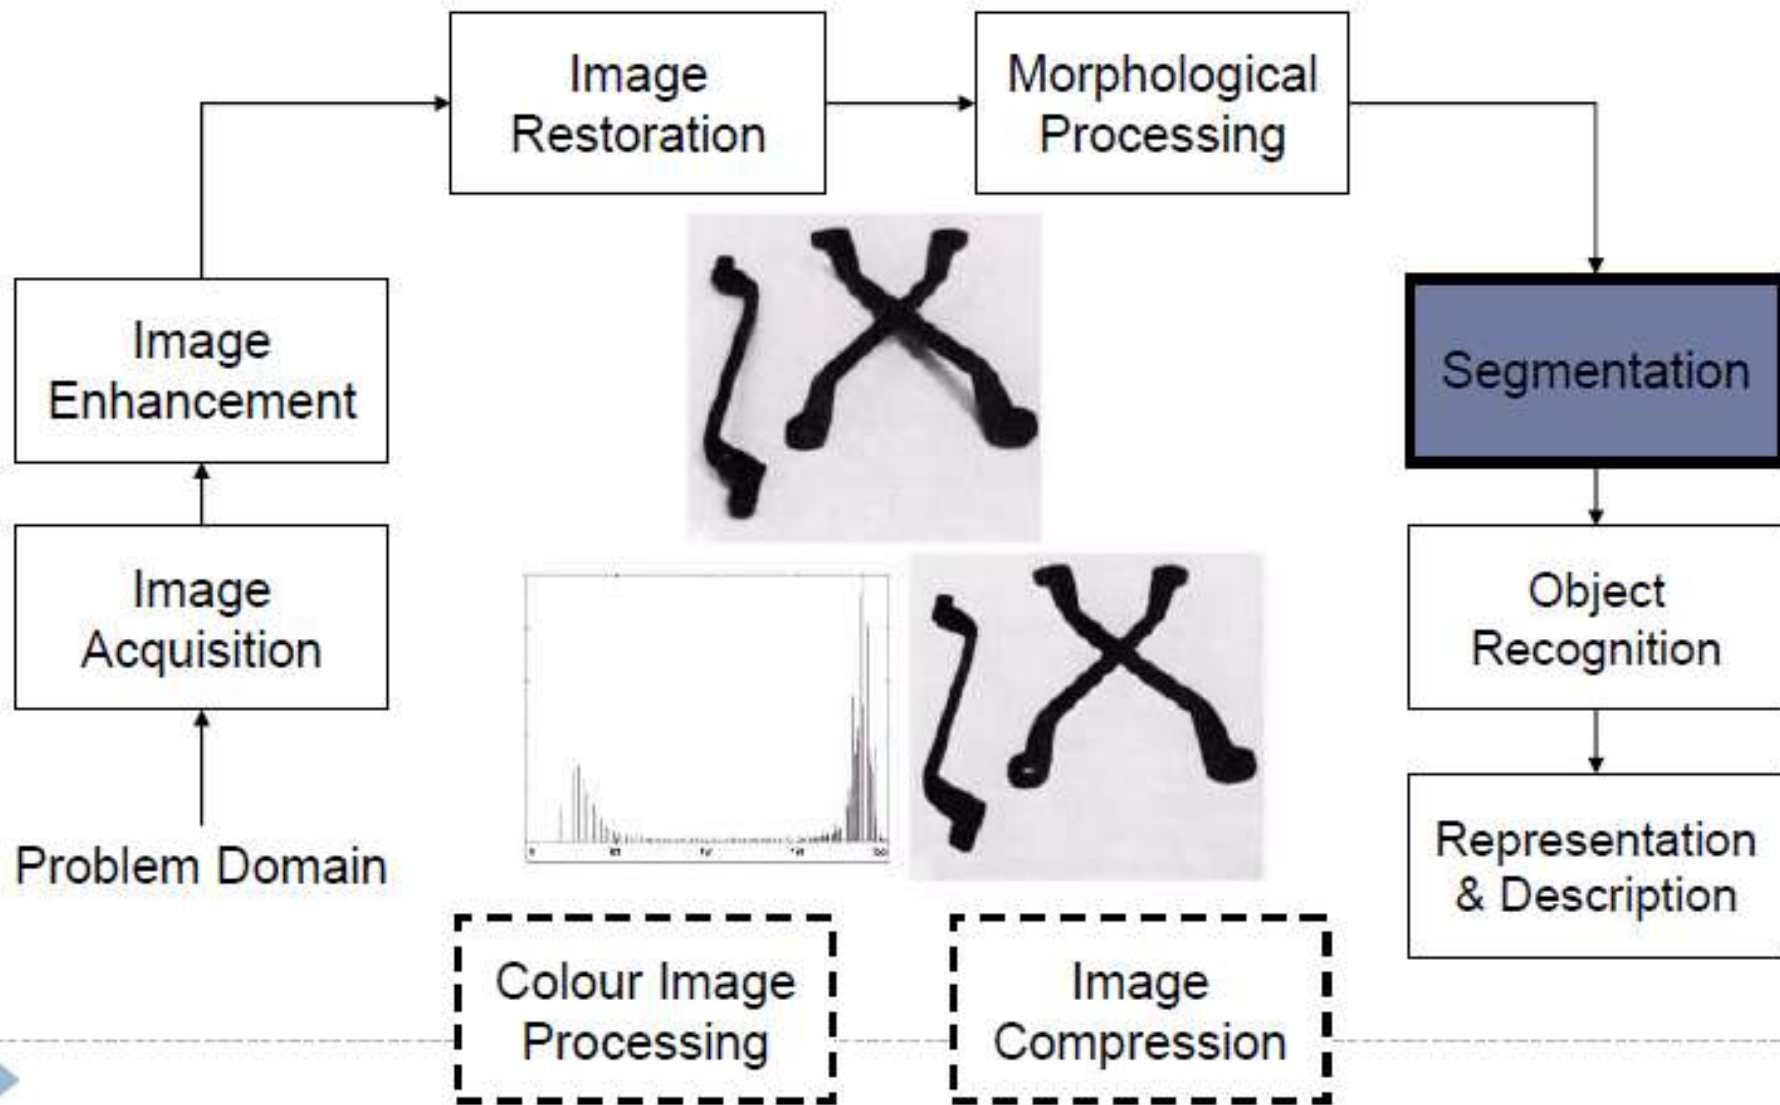 Image
Restoration
Morphological
Processing
Image
Enhancement
Segmentation
Image
Acquisition
Object
Recognition
Problem Domain
Representation
& Description
Colour Image
Processing
Image
Compression